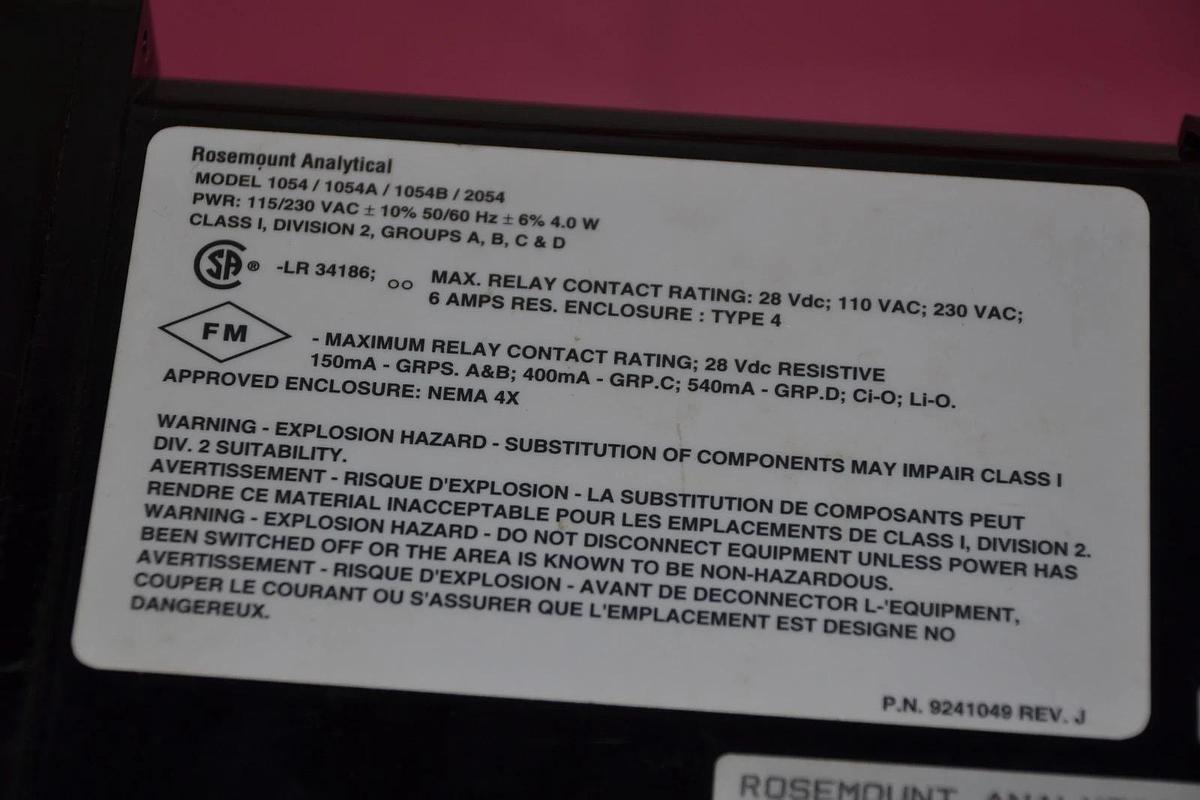 Rosemount Analytical
MODEL 1054 / 1054A / 1054B / 2054
PWR: 115/230 VAC ± 10% 50/60 Hz ± 6% 4.0 W
CLASS I, DIVISION 2, GROUPS A, B, C & D
SA ® -LR 34186; oo MAX. RELAY CONTACT RATING: 28 Vdc; 110 VAC; 230 VAC;
6 AMPS RES. ENCLOSURE : TYPE 4
FM - MAXIMUM RELAY CONTACT RATING; 28 Vdc RESISTIVE
150mA - GRPS. A&B; 400mA - GRP.C; 540mA - GRP.D; Ci-O; Li-O.
APPROVED ENCLOSURE: NEMA 4X
WARNING - EXPLOSION HAZARD - SUBSTITUTION OF COMPONENTS MAY IMPAIR CLASS I
DIV. 2 SUITABILITY.
AVERTISSEMENT - RISQUE D'EXPLOSION - LA SUBSTITUTION DE COMPOSANTS PEUT
RENDRE CE MATERIAL INACCEPTABLE POUR LES EMPLACEMENTS DE CLASS I, DIVISION 2.
WARNING - EXPLOSION HAZARD - DO NOT DISCONNECT EQUIPMENT UNLESS POWER HAS
BEEN SWITCHED OFF OR THE AREA IS KNOWN TO BE NON-HAZARDOUS.
AVERTISSEMENT - RISQUE D'EXPLOSION - AVANT DE DECONNECTOR L-'EQUIPMENT,
COUPER LE COURANT OU S'ASSURER QUE L'EMPLACEMENT EST DESIGNE NO
DANGEREUX.
P.N. 9241049 REV. J
ROSEMOUNT